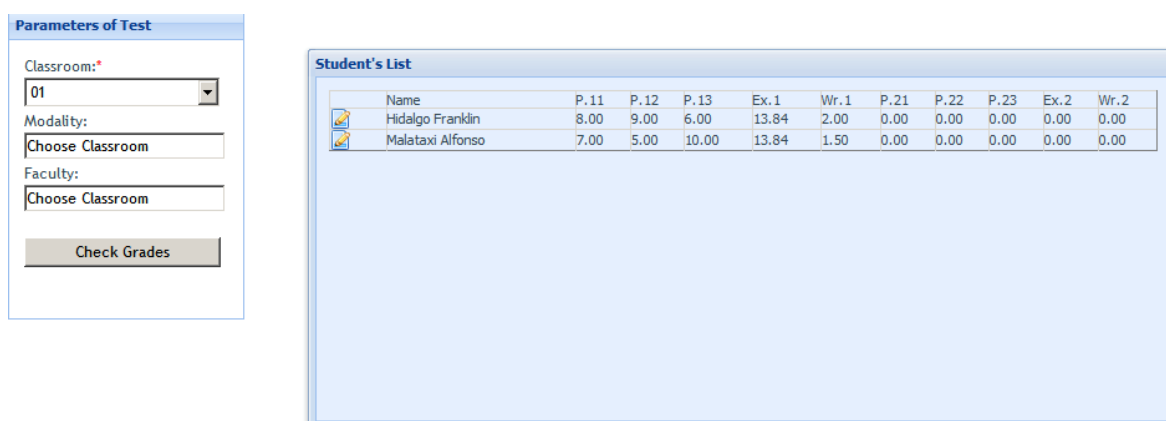 Parameters of Test
Classroom:*
01
Modality:
Choose Classroom
Faculty:
Choose Classroom
Check Grades
Student's List
Name P.11 P.12 P.13 Ex.1 Wr.1 P.21 P.22 P.23 Ex.2 Wr.2
Hidalgo Franklin 8.00 9.00 6.00 13.84 2.00 0.00 0.00 0.00 0.00 0.00
Malataxi Alfonso 7.00 5.00 10.00 13.84 1.50 0.00 0.00 0.00 0.00 0.00